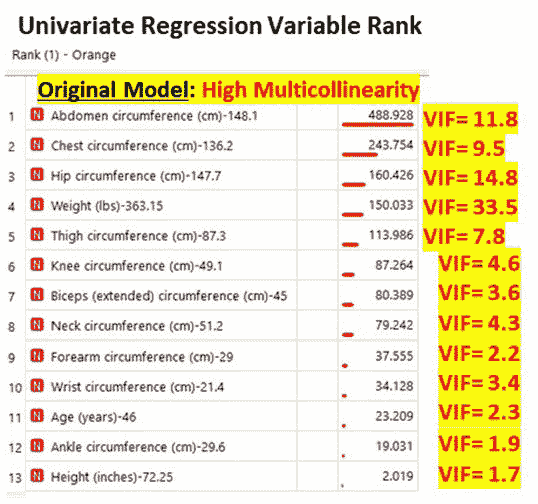 Univariate Regression Variable Rank
Rank (1) - Orange
Original Model: High Multicollinearity
1 N Abdomen circumference (cm)-148.1 488.928 VIF= 11.8
2 N Chest circumference (cm)-136.2 243.754 VIF= 9.5
3 N Hip circumference (cm)-147.7 160.426 VIF= 14.8
4 N Weight (lbs)-363.15 150.033 VIF= 33.5
5 N Thigh circumference (cm)-87.3 113.986 VIF= 7.8
6 N Knee circumference (cm)-49.1 87.264 VIF= 4.6
7 N Biceps (extended) circumference (cm)-45 80.389 VIF= 3.6
8 N Neck circumference (cm)-51.2 79.242 VIF= 4.3
9 N Forearm circumference (cm)-29 37.555 VIF= 2.2
10 N Wrist circumference (cm)-21.4 34.128 VIF= 3.4
11 N Age (years)-46 23.209 VIF= 2.3
12 N Ankle circumference (cm)-29.6 19.031 VIF= 1.9
13 N Height (inches)-72.25 2.019 VIF= 1.7